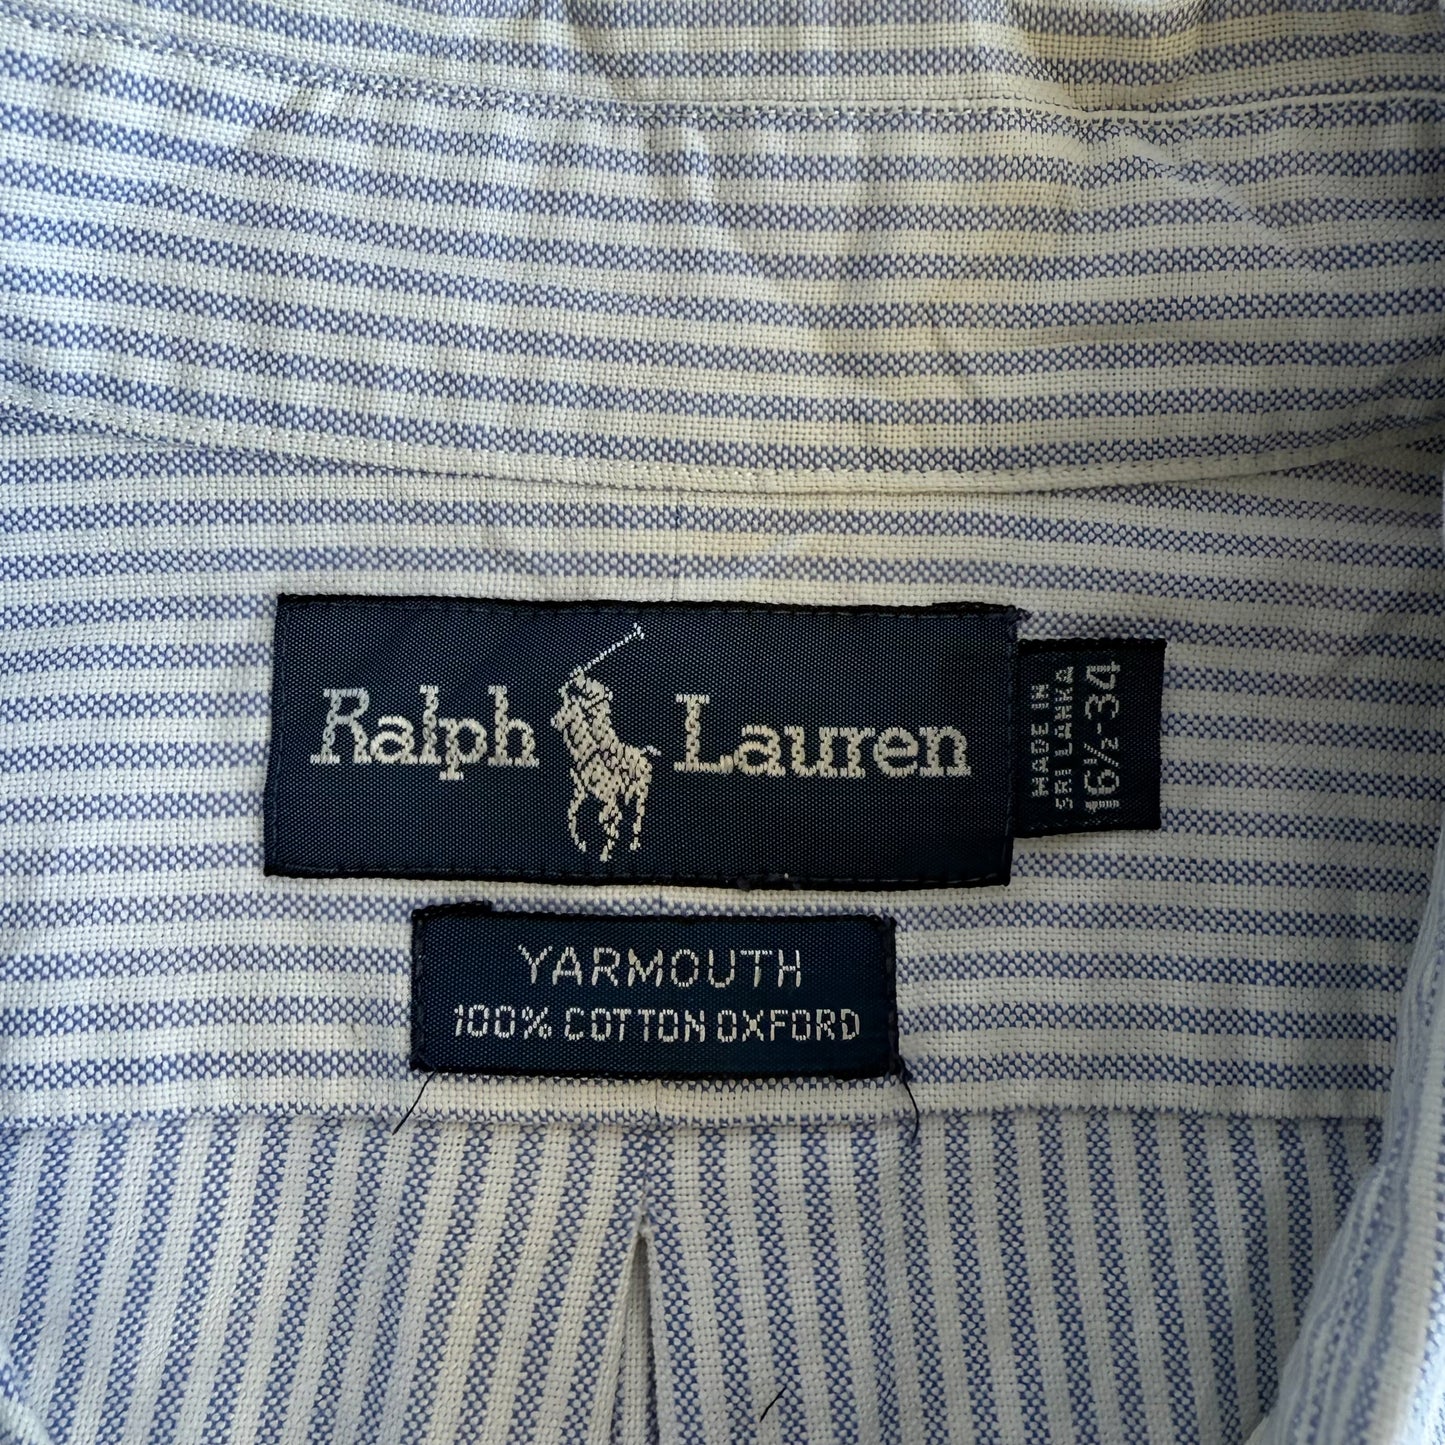 Ralph Lauren
MADE IN
SRI LANKA
16½-34
YARMOUTH
100% COTTON OXFORD